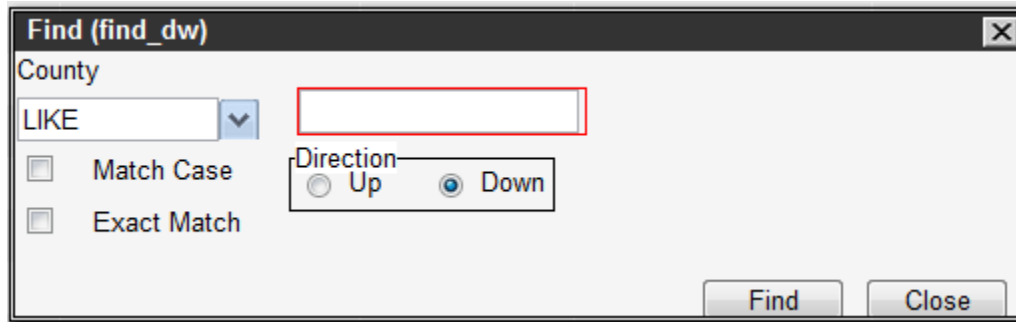 Find (find_dw)
County
LIKE
Match Case
Direction
Up Down
Exact Match
Find Close